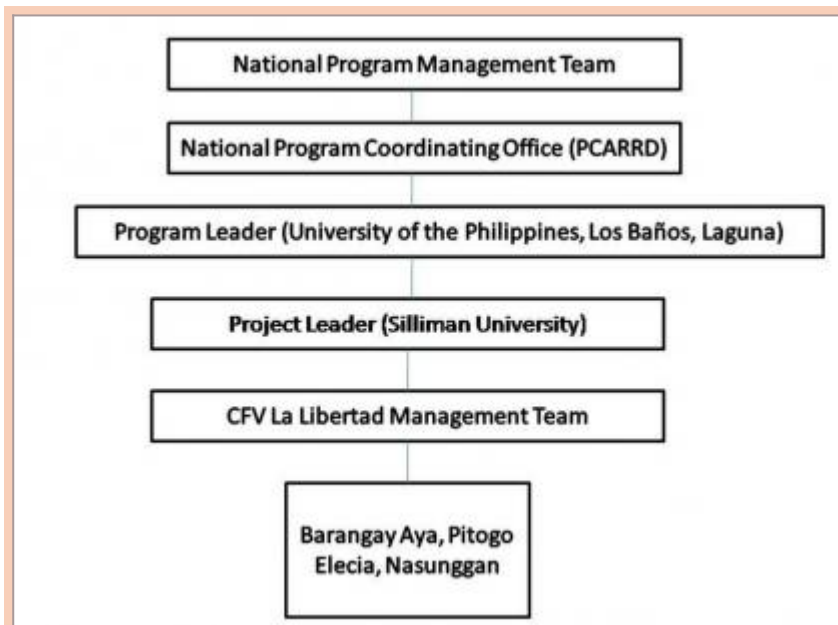 National Program Management Team
National Program Coordinating Office (PCARRD)
Program Leader (University of the Philippines, Los Baños, Laguna)
Project Leader (Silliman University)
CFV La Libertad Management Team
Barangay Aya, Pitogo
Elecia, Nasunggan